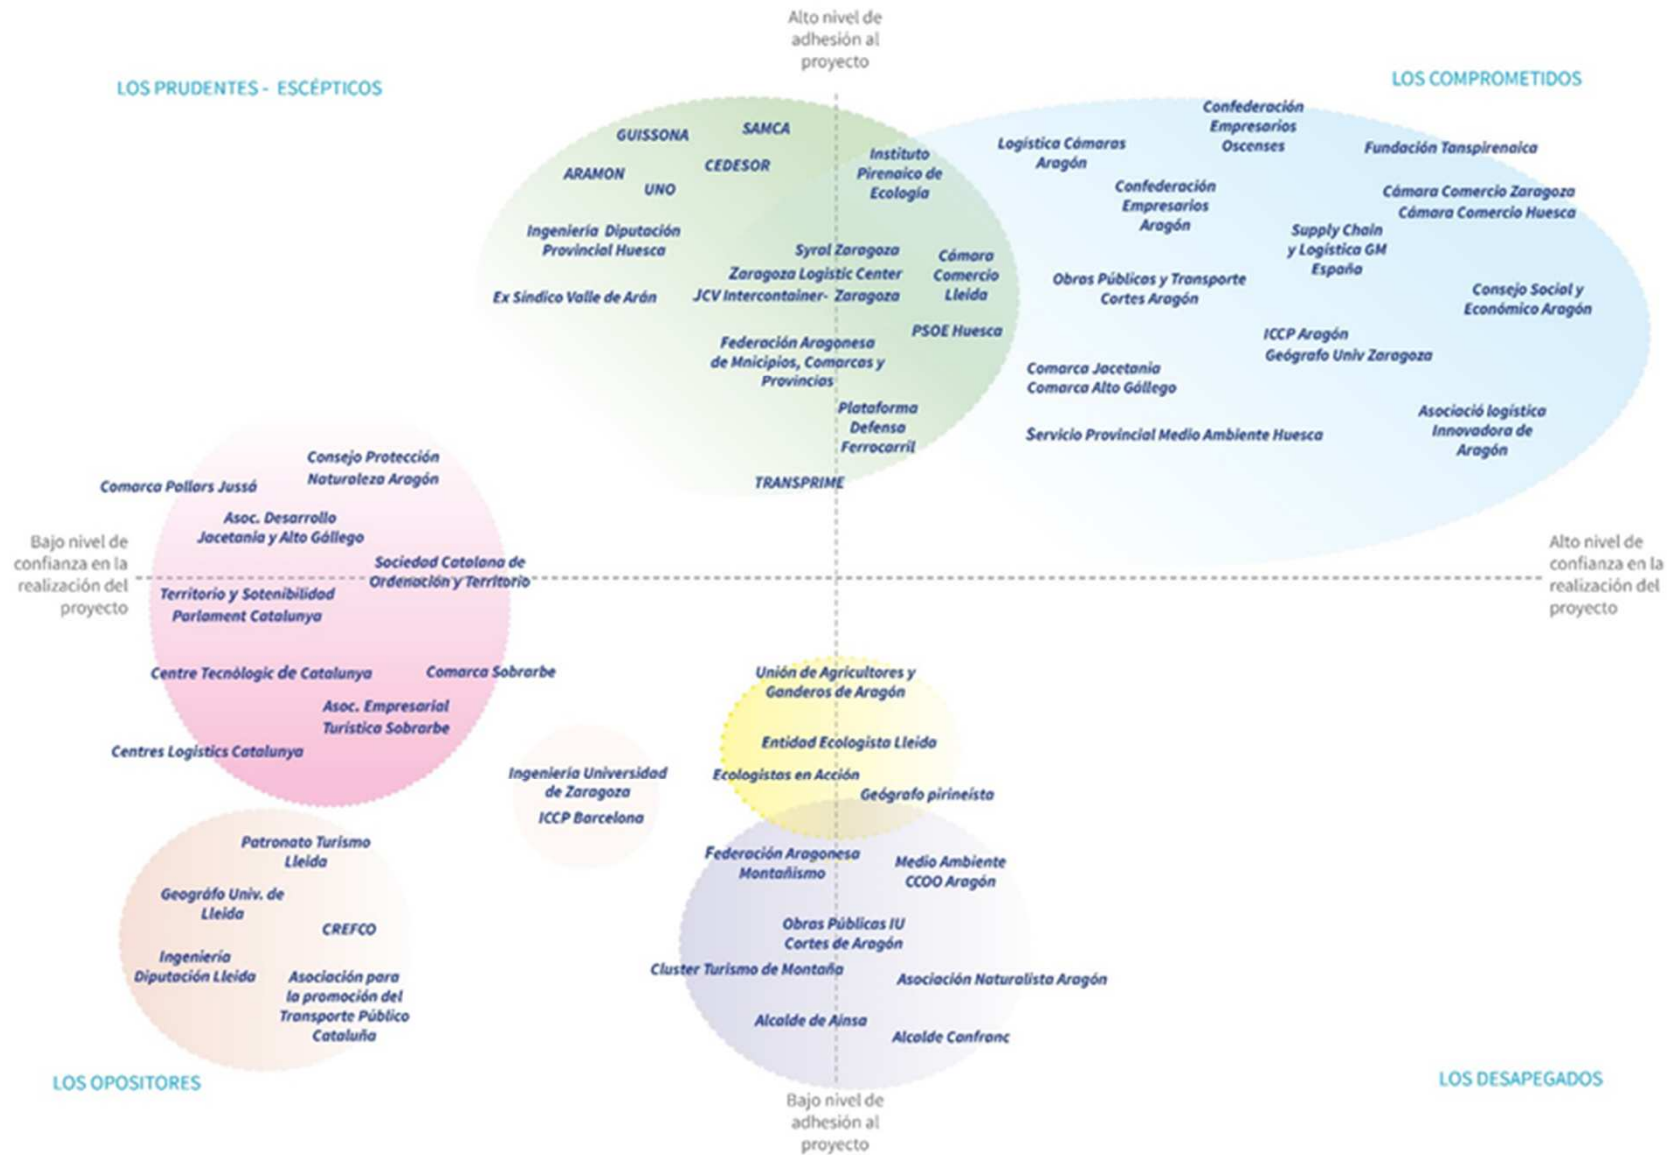 Alto nivel de
adhesión al
proyecto
LOS PRUDENTES - ESCÉPTICOS
LOS COMPROMETIDOS
GUISSONA
SAMCA
ARAMON
CEDESOR
UNO
Instituto
Pirenaico de
Ecología
Ingeniería Diputación
Provincial Huesca
Syral Zaragoza
Zaragoza Logistic Center
JCV Intercontainer- Zaragoza
Cámara
Comercio
Lleida
Ex Síndico Valle de Arán
PSOE Huesca
Federación Aragonesa
de Mnicipios, Comarcas y
Provincias
Plataforma
Defensa
Ferrocarril
TRANSPRIME
Confederación
Empresarios
Oscenses
Logística Cámaras
Aragón
Fundación Tanspirenaica
Confederación
Empresarios
Aragón
Cámara Comercio Zaragoza
Cámara Comercio Huesca
Supply Chain
y Logística GM
España
Obras Públicas y Transporte
Cortes Aragón
Consejo Social y
Económico Aragón
ICCP Aragón
Geógrafo Univ Zaragoza
Comarca Jacetania
Comarca Alto Gállego
Servicio Provincial Medio Ambiente Huesca
Asociació logística
Innovadora de
Aragón
Consejo Protección
Naturaleza Aragón
Comarca Pallars Jussá
Asoc. Desarrollo
Jacetania y Alto Gállego
Sociedad Catalana de
Ordenación y Territorio
Bajo nivel de
confianza en la
realización del
proyecto
Alto nivel de
confianza en la
realización del
proyecto
Territorio y Sotenibilidad
Parlament Catalunya
Centre Tecnòlogic de Catalunya
Comarca Sobrarbe
Asoc. Empresarial
Turística Sobrarbe
Centres Logistics Catalunya
Ingeniería Universidad
de Zaragoza
ICCP Barcelona
Unión de Agricultores y
Ganderos de Aragón
Entidad Ecologista Lleida
Ecologistas en Acción
Geógrafo pirineísta
Patronato Turismo
Lleida
Geográfo Univ. de
Lleida
CREFCO
Ingeniería
Diputación Lleida
Asociación para
la promoción del
Transporte Público
Cataluña
Federación Aragonesa
Montañismo
Medio Ambiente
CCOO Aragón
Obras Públicas IU
Cortes de Aragón
Cluster Turismo de Montaña
Asociación Naturalista Aragón
Alcalde de Ainsa
Alcalde Canfranc
LOS OPOSITORES
LOS DESAPEGADOS
Bajo nivel de
adhesión al
proyecto